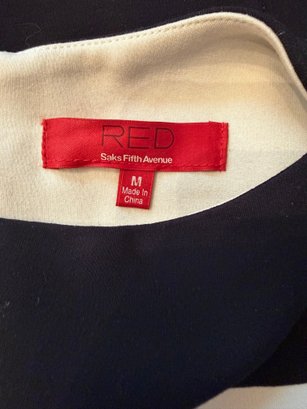 RED
Saks Fifth Avenue
M
Made In
China